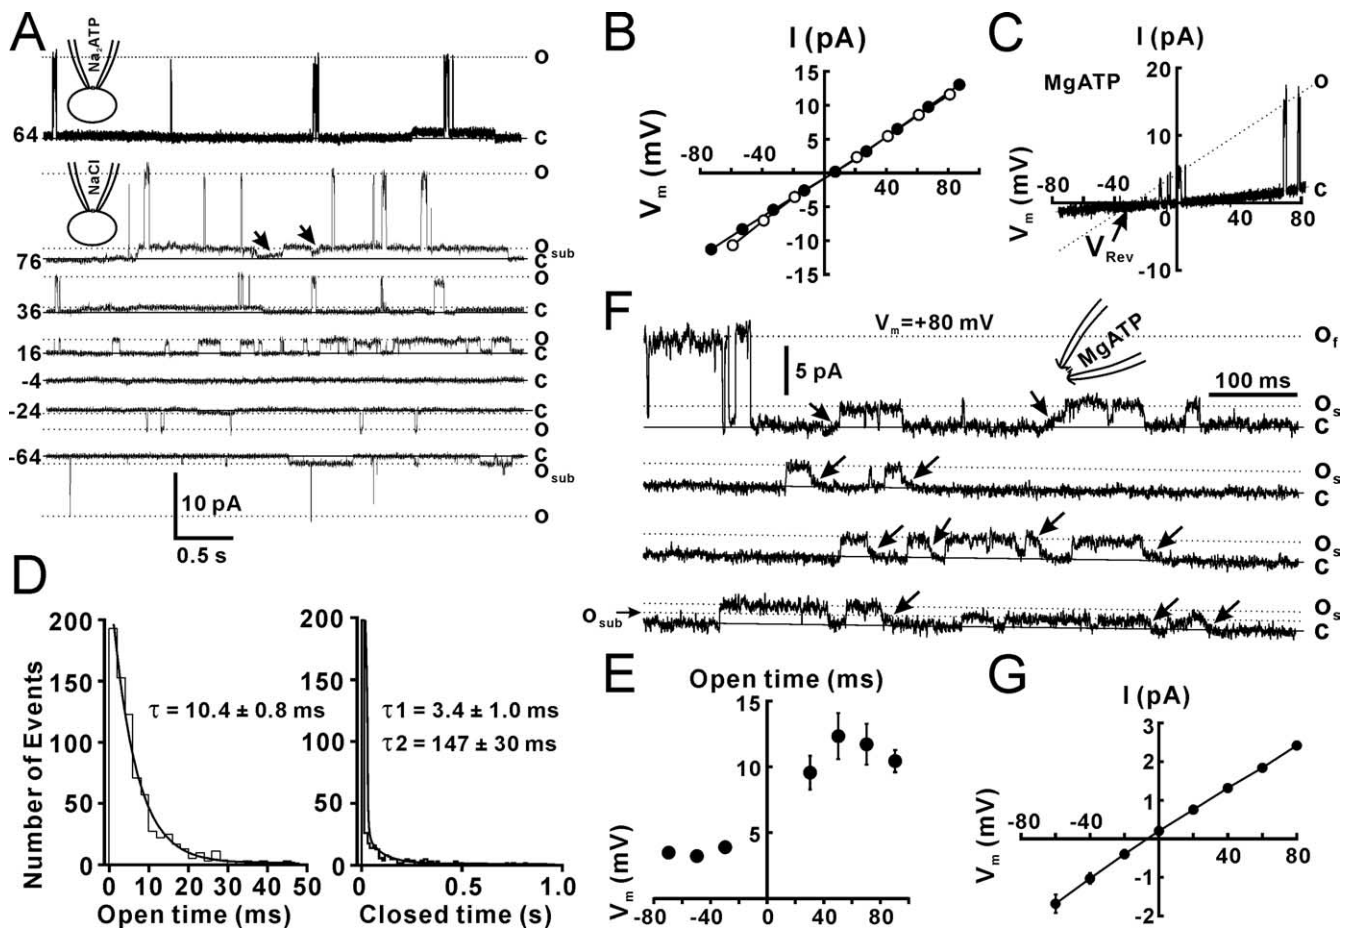 A
Na2ATP
O
64
C
NaCl
O
Osub
76
C
O
36
C
O
16
C
-4
C
-24
C
O
-64
C
Osub
O
10 pA
0.5 s
B
I (pA)
Vm (mV)
15
10
5
-80
-40
0
40
80
-5
-10
-15
C
I (pA)
MgATP
20
O
10
Vm (mV)
-80
-40
C
0
40
80
VRev
-10
F
Vm=+80 mV
MgATP
Of
5 pA
100 ms
Os
C
Os
C
Os
C
Osub
Os
C
D
Number of Events
200
150
100
50
0
τ = 10.4 ± 0.8 ms
0
10
20
30
40
50
Open time (ms)
200
150
100
50
0
τ1 = 3.4 ± 1.0 ms
τ2 = 147 ± 30 ms
0
0.5
1.0
Closed time (s)
E
Open time (ms)
15
10
5
Vm (mV)
-80
-40
0
40
80
G
I (pA)
3
2
1
Vm (mV)
-80
-40
0
40
80
-1
-2